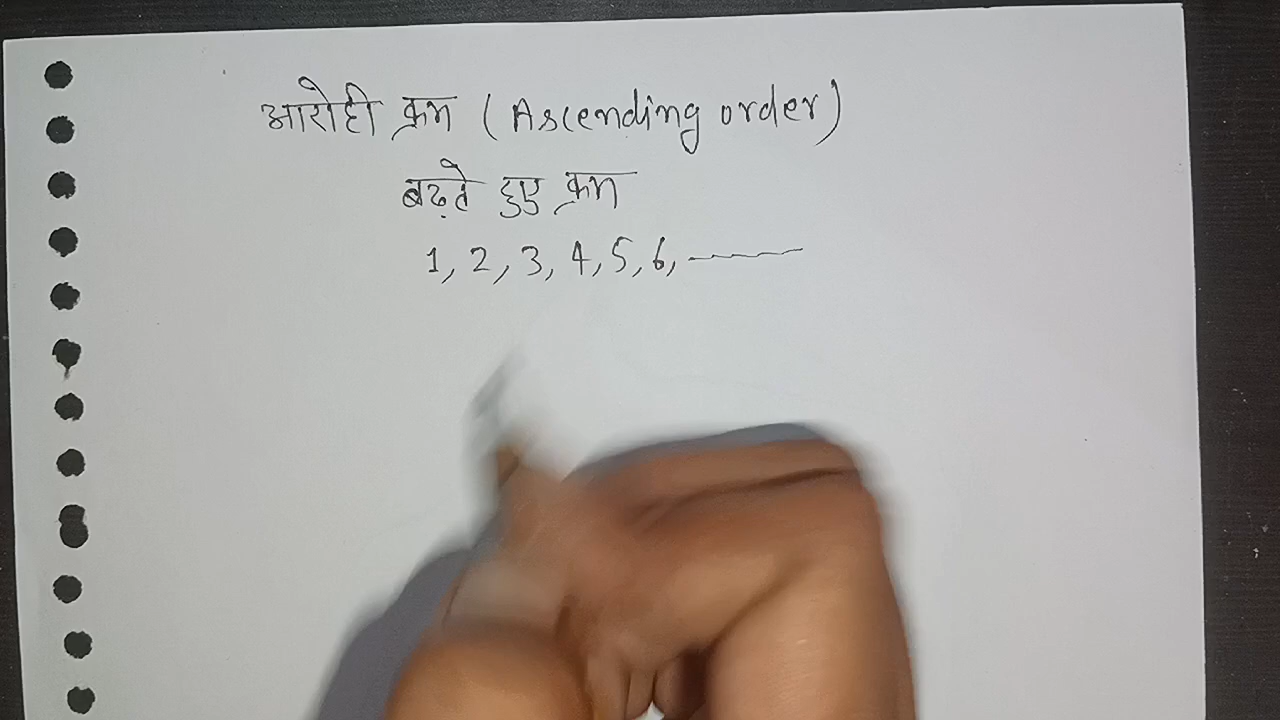 आरोही क्रम (Ascending order)
बढ़ते हुए क्रम
1, 2, 3, 4, 5, 6, ———